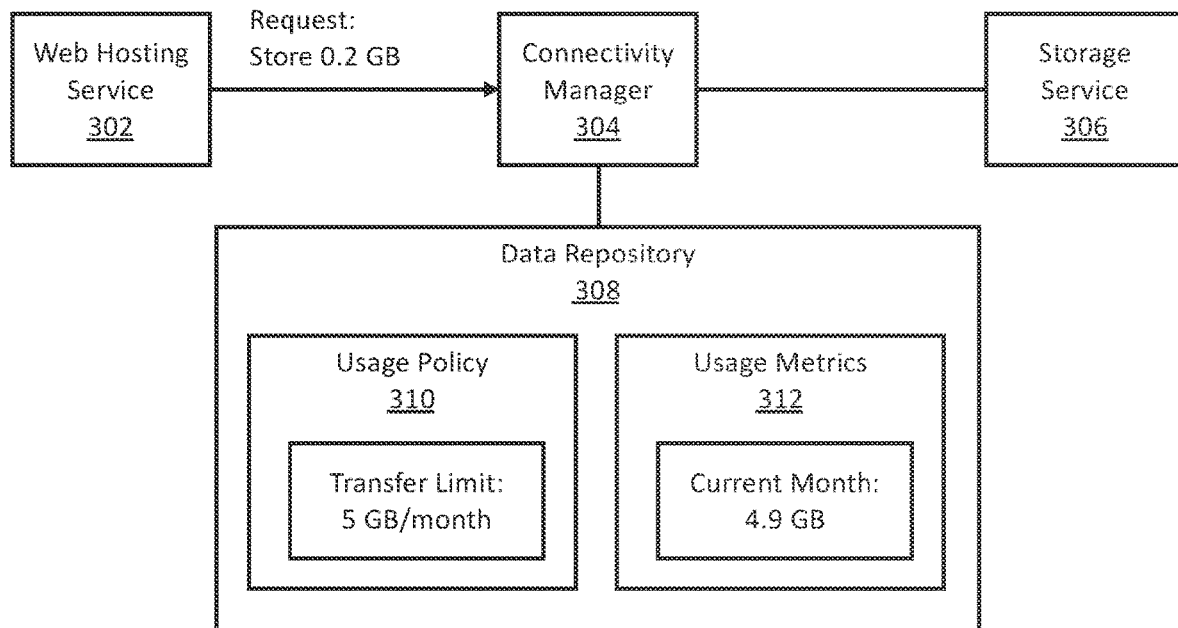 Web Hosting
Service
302
Request:
Store 0.2 GB
Connectivity
Manager
304
Storage
Service
306
Data Repository
308
Usage Policy
310
Transfer Limit:
5 GB/month
Usage Metrics
312
Current Month:
4.9 GB